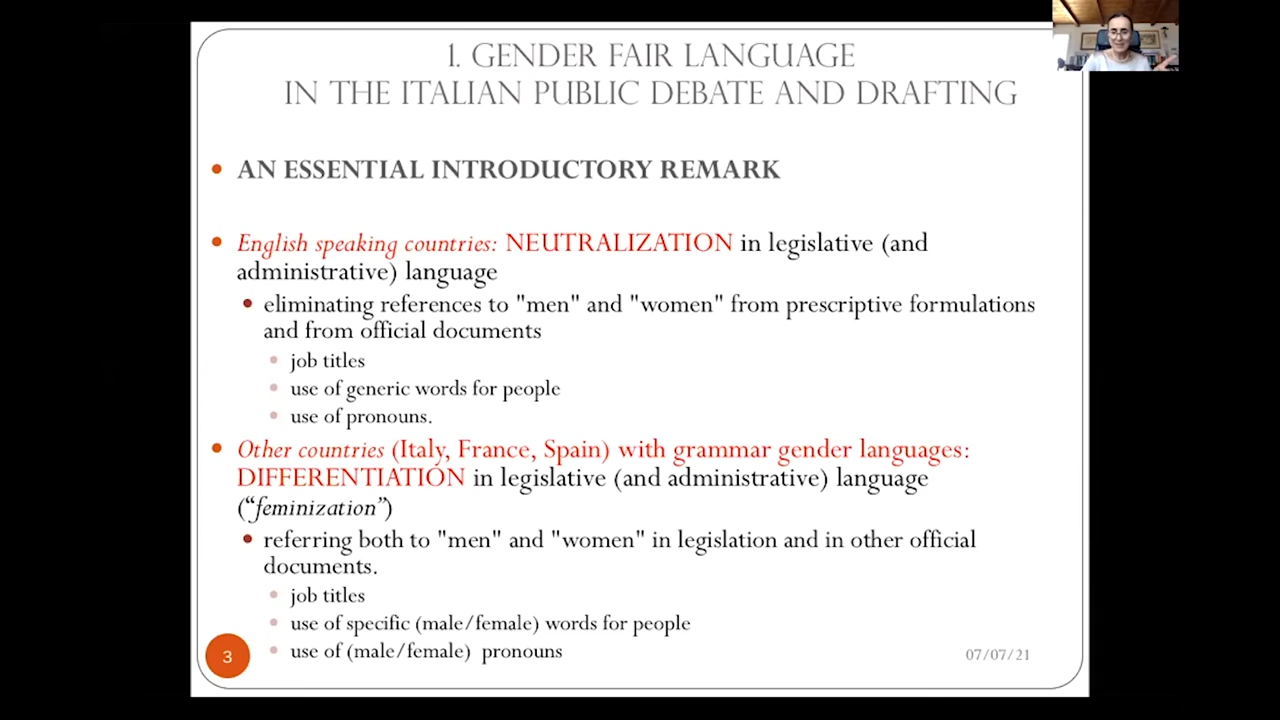 1. GENDER FAIR LANGUAGE
IN THE ITALIAN PUBLIC DEBATE AND DRAFTING
• AN ESSENTIAL INTRODUCTORY REMARK
• English speaking countries: NEUTRALIZATION in legislative (and
administrative) language
• eliminating references to "men" and "women" from prescriptive formulations
and from official documents
• job titles
• use of generic words for people
• use of pronouns.
• Other countries (Italy, France, Spain) with grammar gender languages:
DIFFERENTIATION in legislative (and administrative) language
(“feminization”)
• referring both to "men" and "women" in legislation and in other official
documents.
• job titles
• use of specific (male/female) words for people
• use of (male/female) pronouns
3
07/07/21